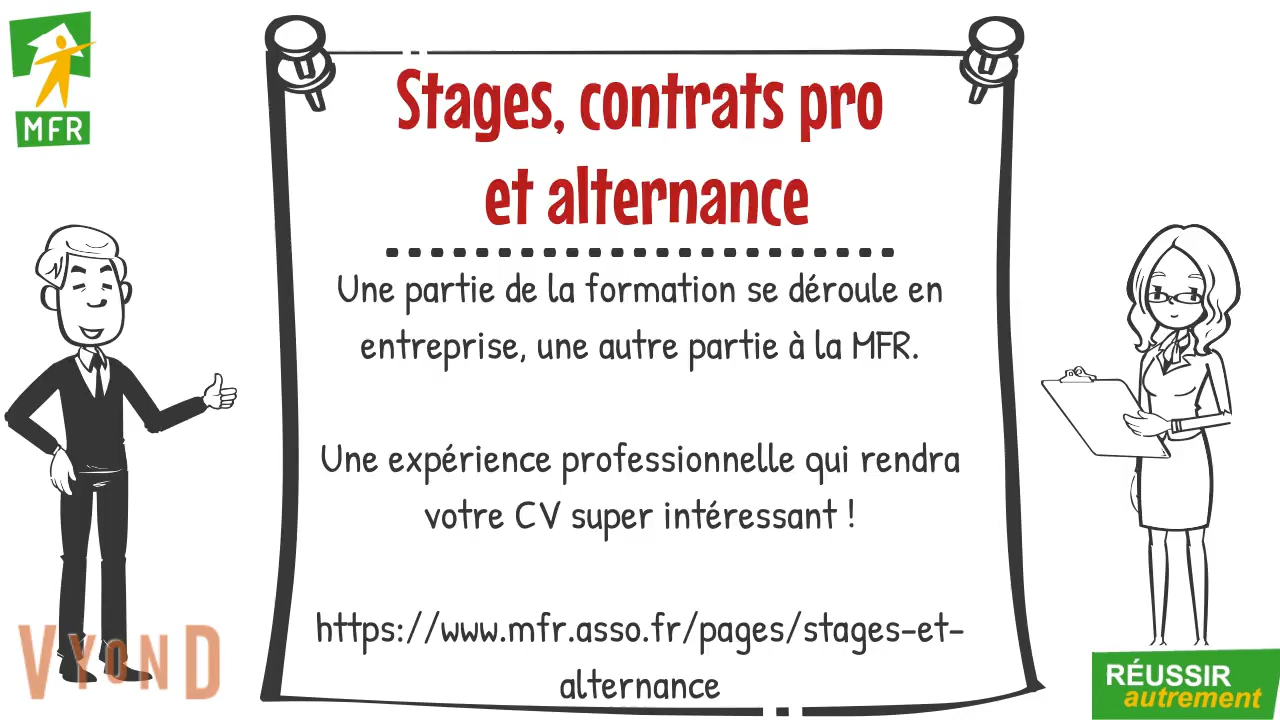 MFR
Stages, contrats pro
et alternance
Une partie de la formation se déroule en
entreprise, une autre partie à la MFR.
Une expérience professionnelle qui rendra
votre CV super intéressant !
https://www.mfr.asso.fr/pages/stages-et-
alternance
VYOND
RÉUSSIR
autrement